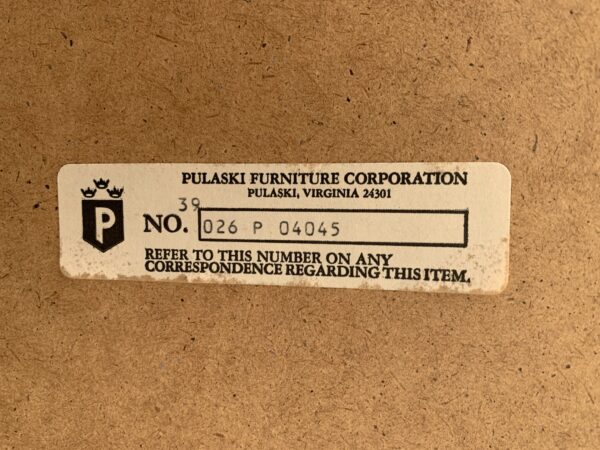 PULASKI FURNITURE CORPORATION
PULASKI, VIRGINIA 24301
P
39
NO. 026 P 04045
REFER TO THIS NUMBER ON ANY
CORRESPONDENCE REGARDING THIS ITEM.